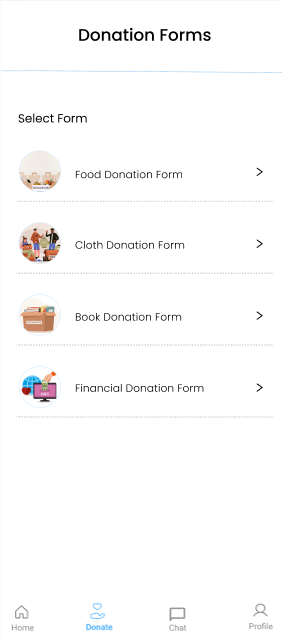 Donation Forms
Select Form
Food Donation Form
Cloth Donation Form
Book Donation Form
Financial Donation Form
Home
Donate
Chat
Profile